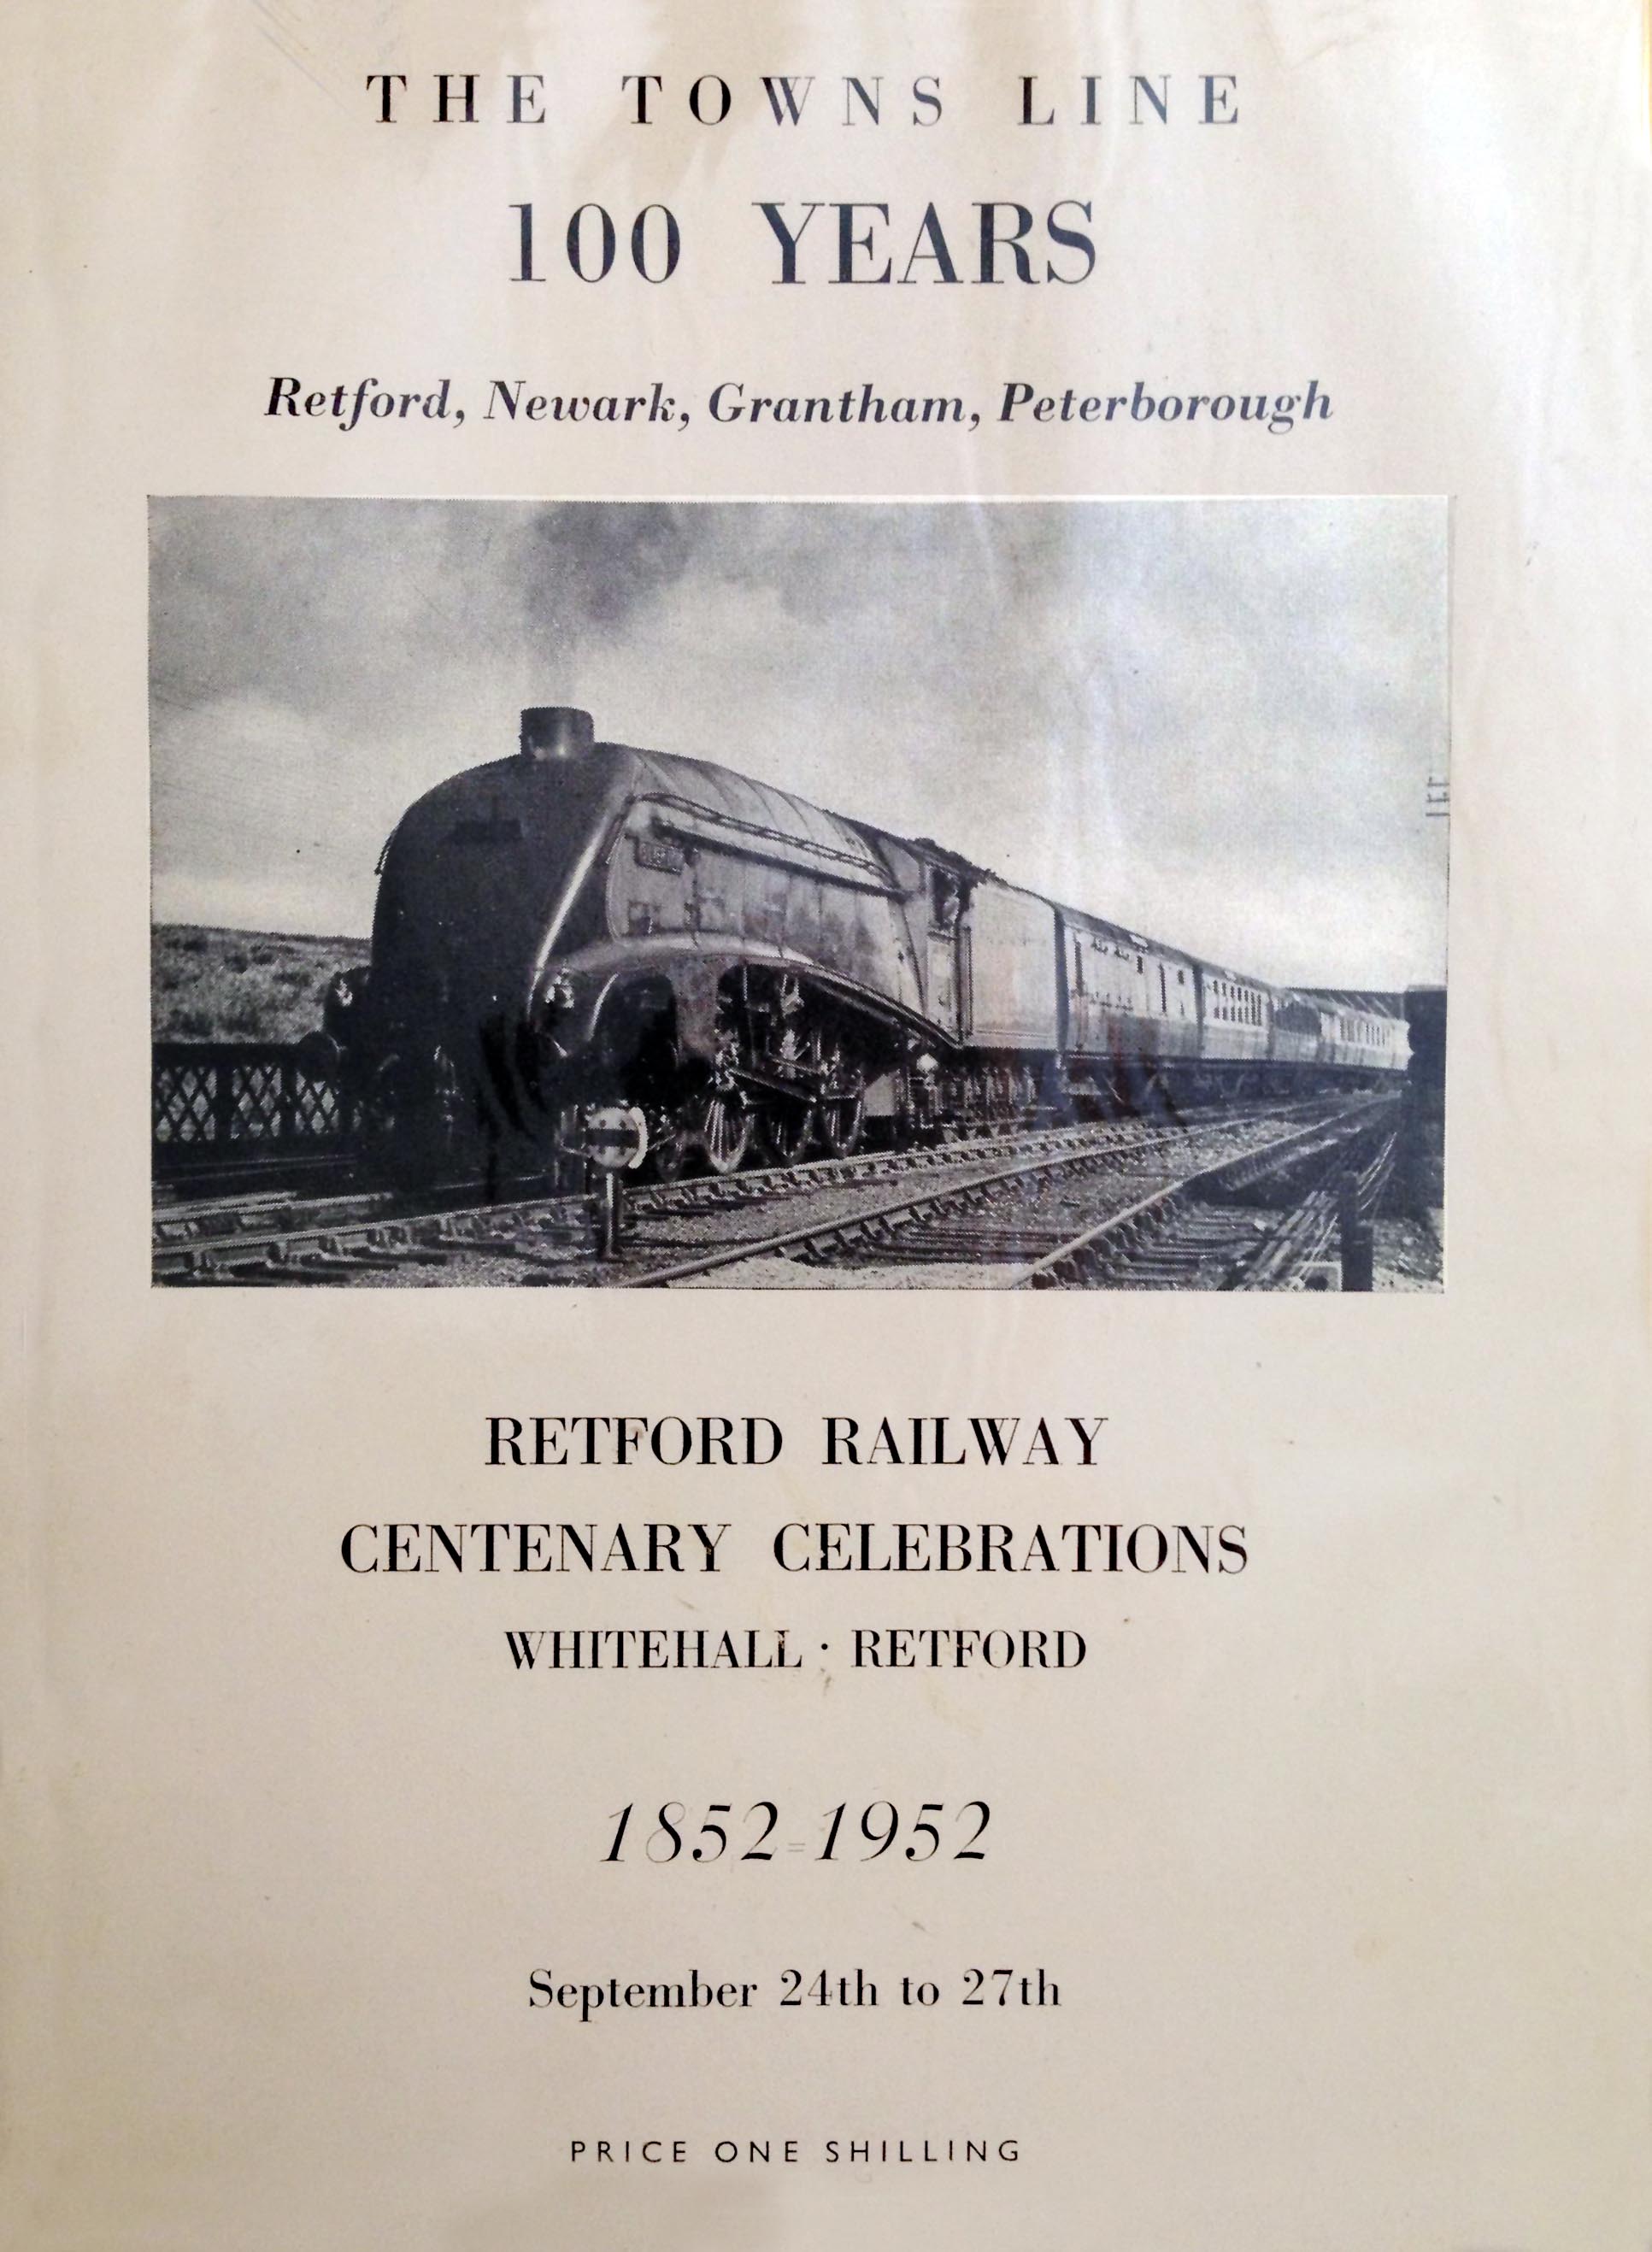 THE TOWNS LINE
100 YEARS
Retford, Newark, Grantham, Peterborough
RETFORD RAILWAY
CENTENARY CELEBRATIONS
WHITEHALL · RETFORD
1852-1952
September 24th to 27th
PRICE ONE SHILLING